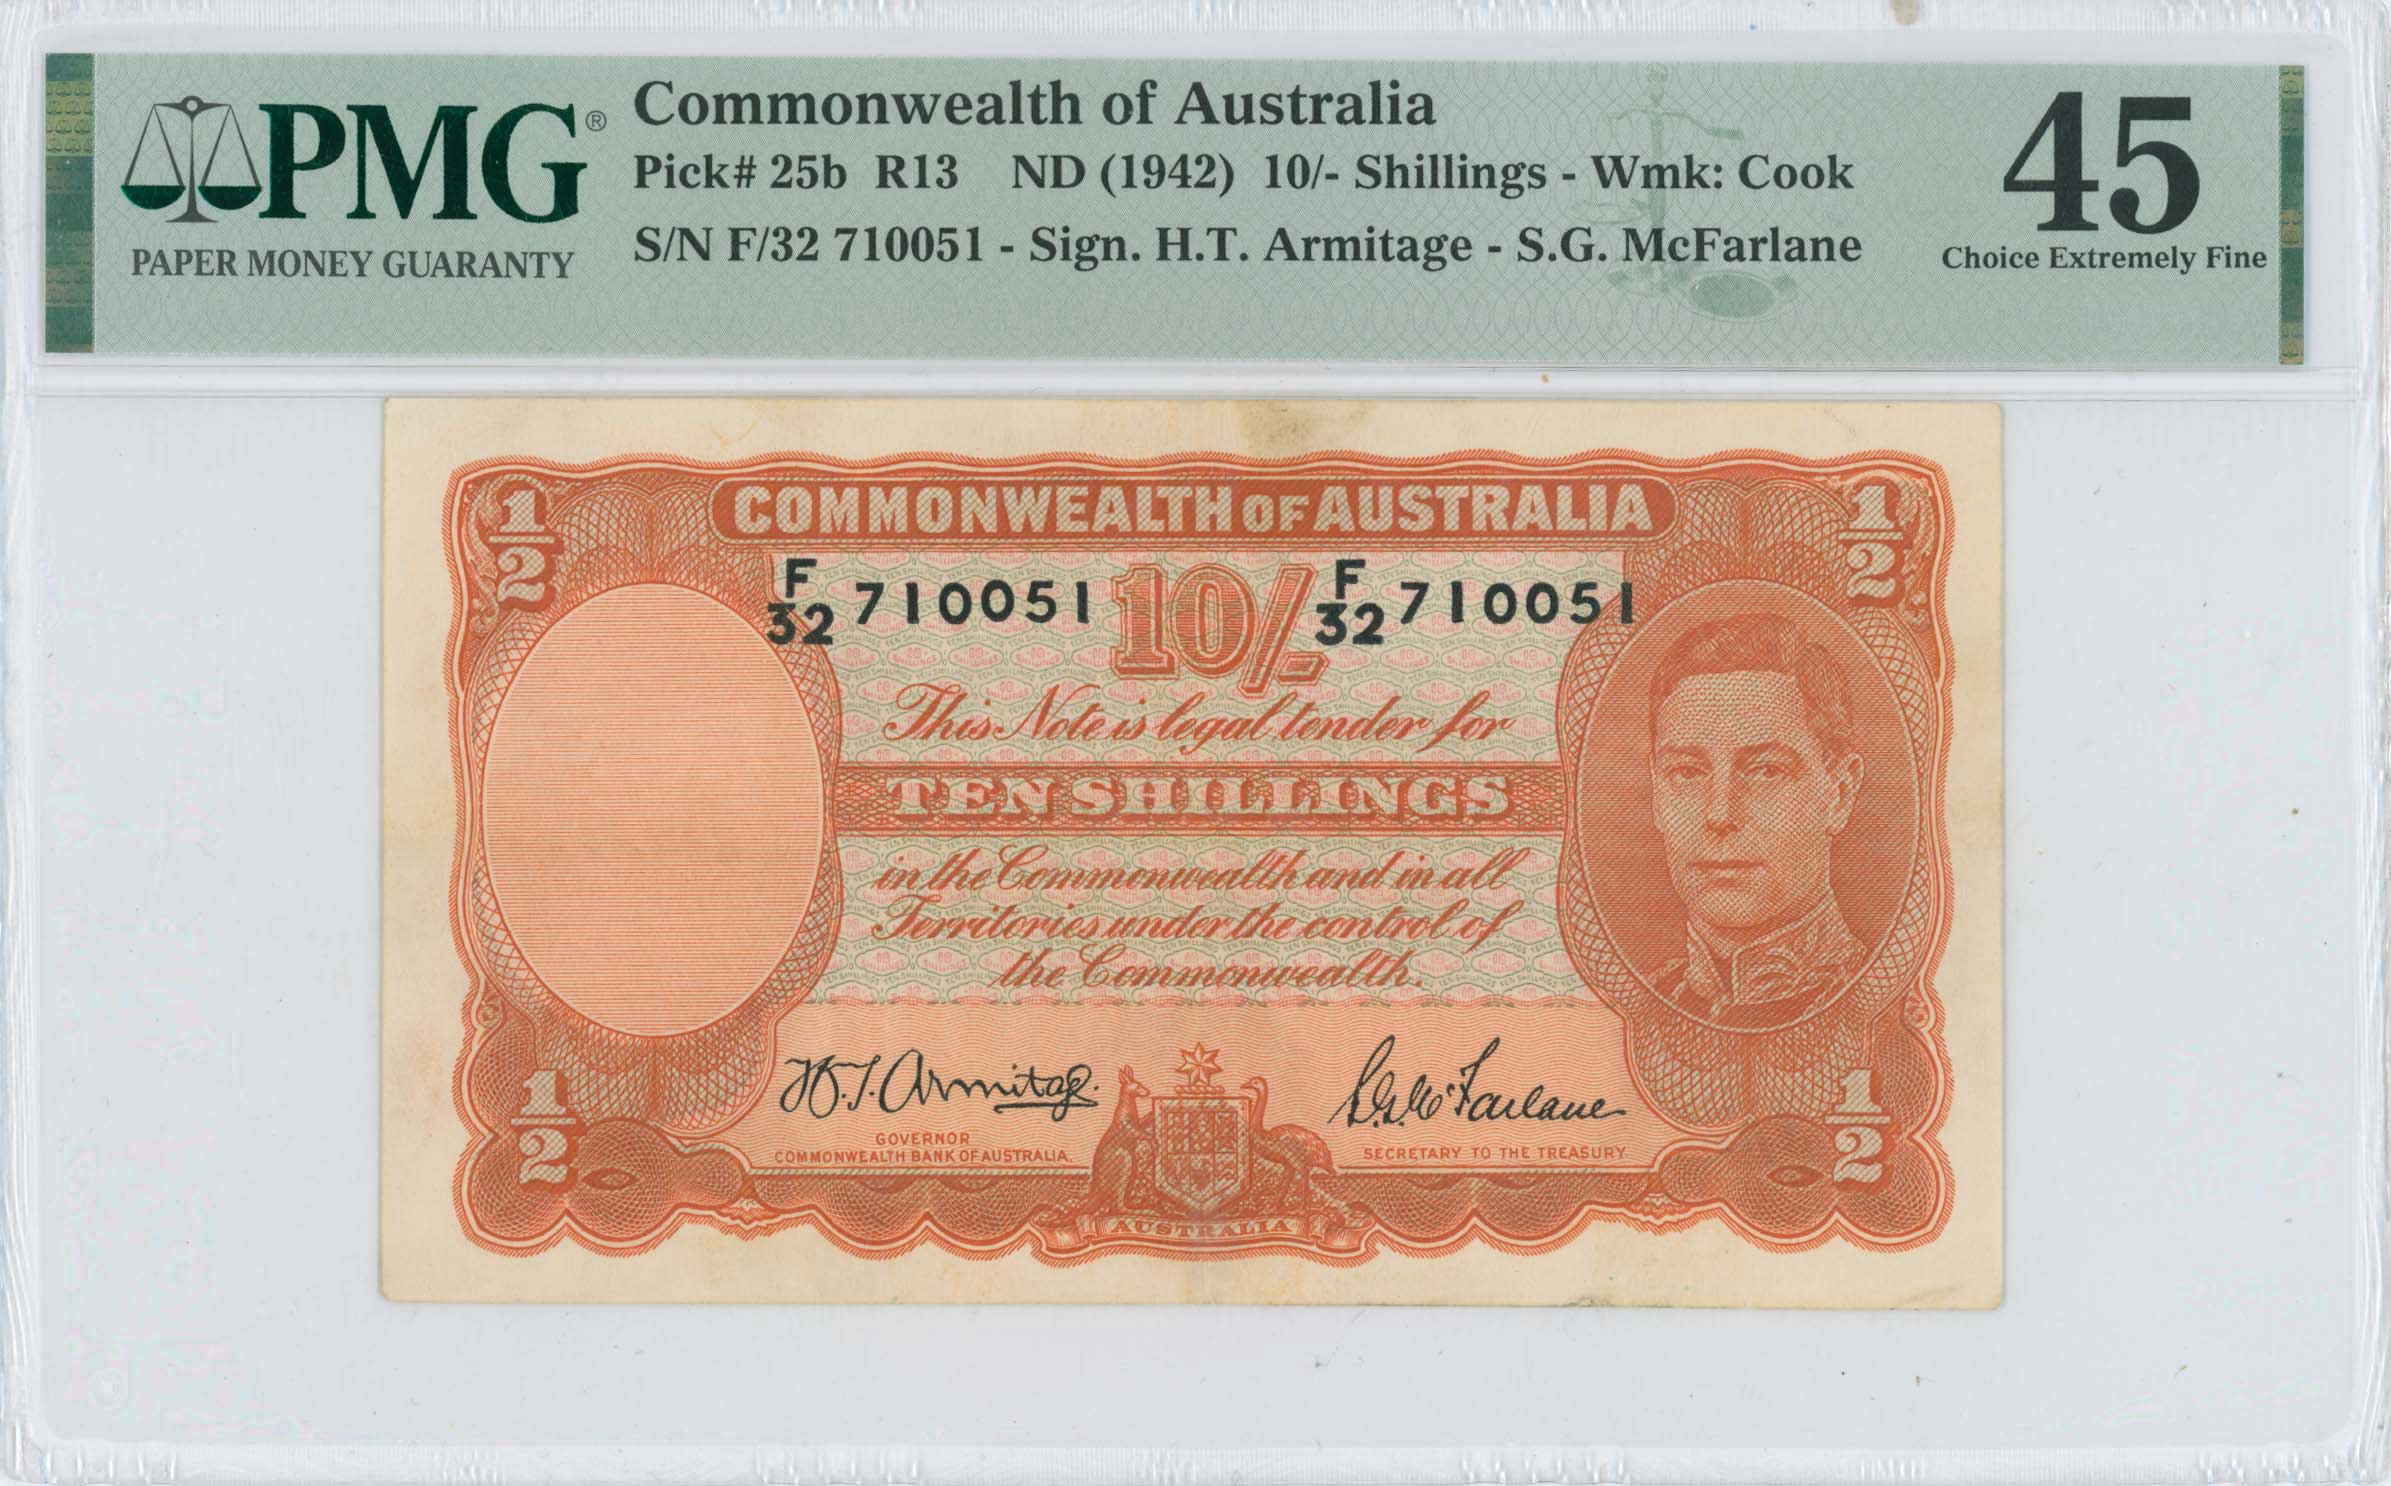 PMG®
PAPER MONEY GUARANTY
Commonwealth of Australia
Pick# 25b R13 ND (1942) 10/- Shillings - Wmk: Cook
S/N F/32 710051 - Sign. H.T. Armitage - S.G. McFarlane
45
Choice Extremely Fine
1/2
COMMONWEALTH OF AUSTRALIA
1/2
F/32 710051
10/-
F/32 710051
This Note is legal tender for
TEN SHILLINGS
in the Commonwealth and in all
Territories under the control of
the Commonwealth.
H.T. Armitage.
S.G. McFarlane
GOVERNOR
COMMONWEALTH BANK OF AUSTRALIA.
SECRETARY TO THE TREASURY
1/2
1/2
AUSTRALIA